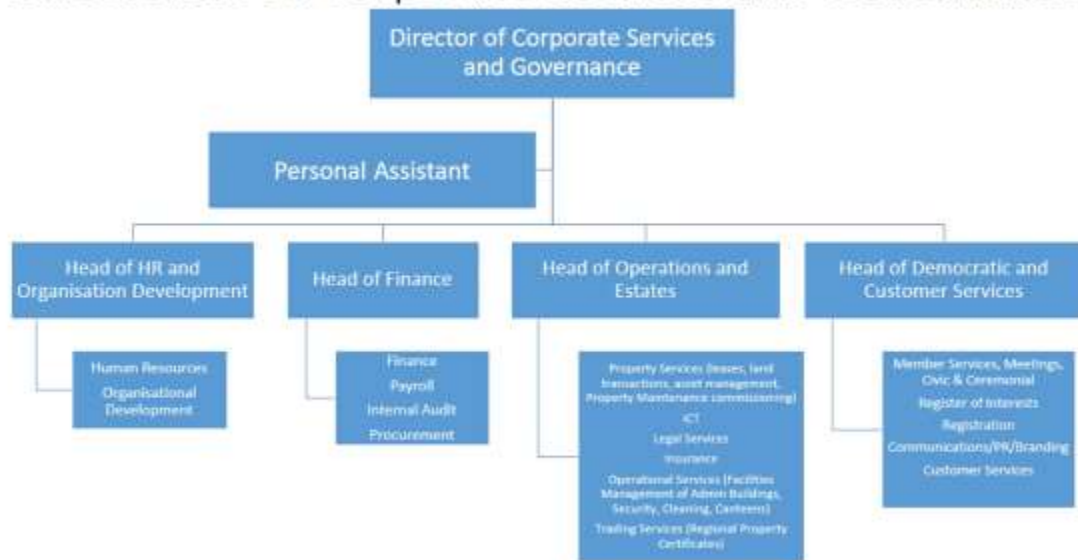 Director of Corporate Services
and Governance
Personal Assistant
Head of HR and
Organisation Development
Head of Finance
Head of Operations and
Estates
Head of Democratic and
Customer Services
Human Resources
Organisational
Development
Finance
Payroll
Internal Audit
Procurement
Property Services (leases, land
transactions, asset management,
Property Maintenance commissioning)
ICT
Legal Services
Insurance
Operational Services (Facilities
Management of Admin Buildings,
Security, Cleaning, Canteens)
Trading Services (Regional Property
Certificates)
Member Services, Meetings,
Civic & Ceremonial
Register of Interests
Registration
Communications/PR/Branding
Customer Services